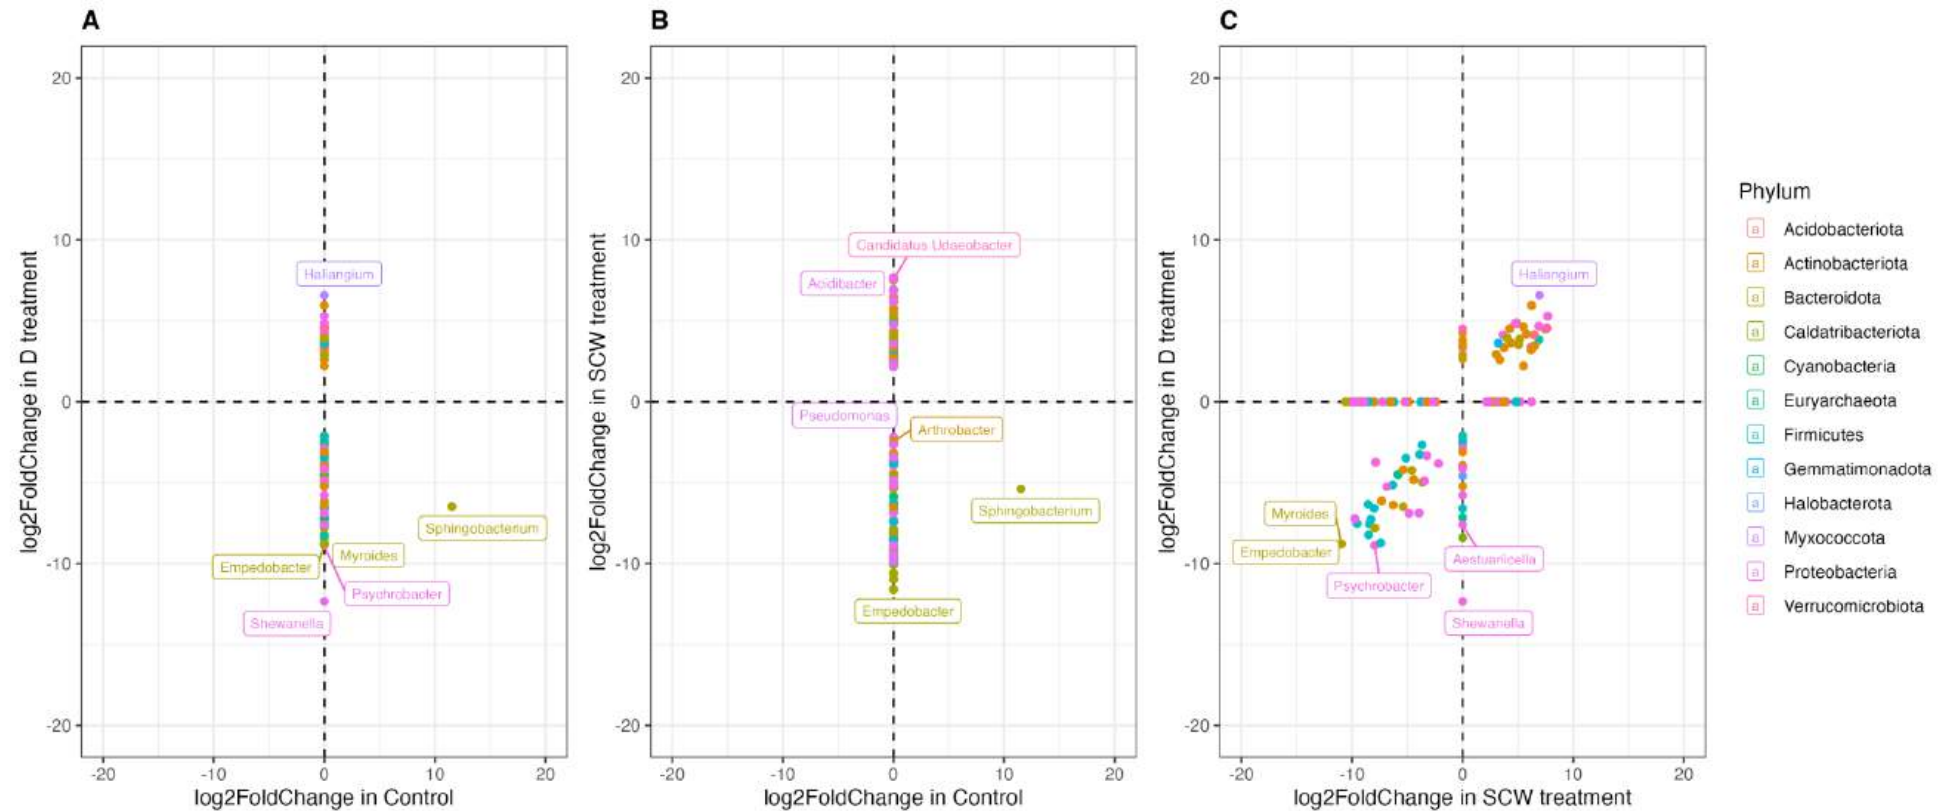 A
B
C
log2FoldChange in D treatment
20
10
0
-10
-20
Haliangium
Sphingobacterium
Myroides
Empedobacter
Psychrobacter
Shewanella
-20
-10
0
10
20
log2FoldChange in Control
log2FoldChange in SCW treatment
20
10
0
-10
-20
Candidatus Udaeobacter
Acidibacter
Pseudomonas
Arthrobacter
Sphingobacterium
Empedobacter
-20
-10
0
10
20
log2FoldChange in Control
log2FoldChange in D treatment
20
10
0
-10
-20
Haliangium
Myroides
Empedobacter
Aestuariicella
Psychrobacter
Shewanella
-20
-10
0
10
20
log2FoldChange in SCW treatment
Phylum
a Acidobacteriota
a Actinobacteriota
a Bacteroidota
a Caldatribacteriota
a Cyanobacteria
a Euryarchaeota
a Firmicutes
a Gemmatimonadota
a Halobacterota
a Myxococcota
a Proteobacteria
a Verrucomicrobiota